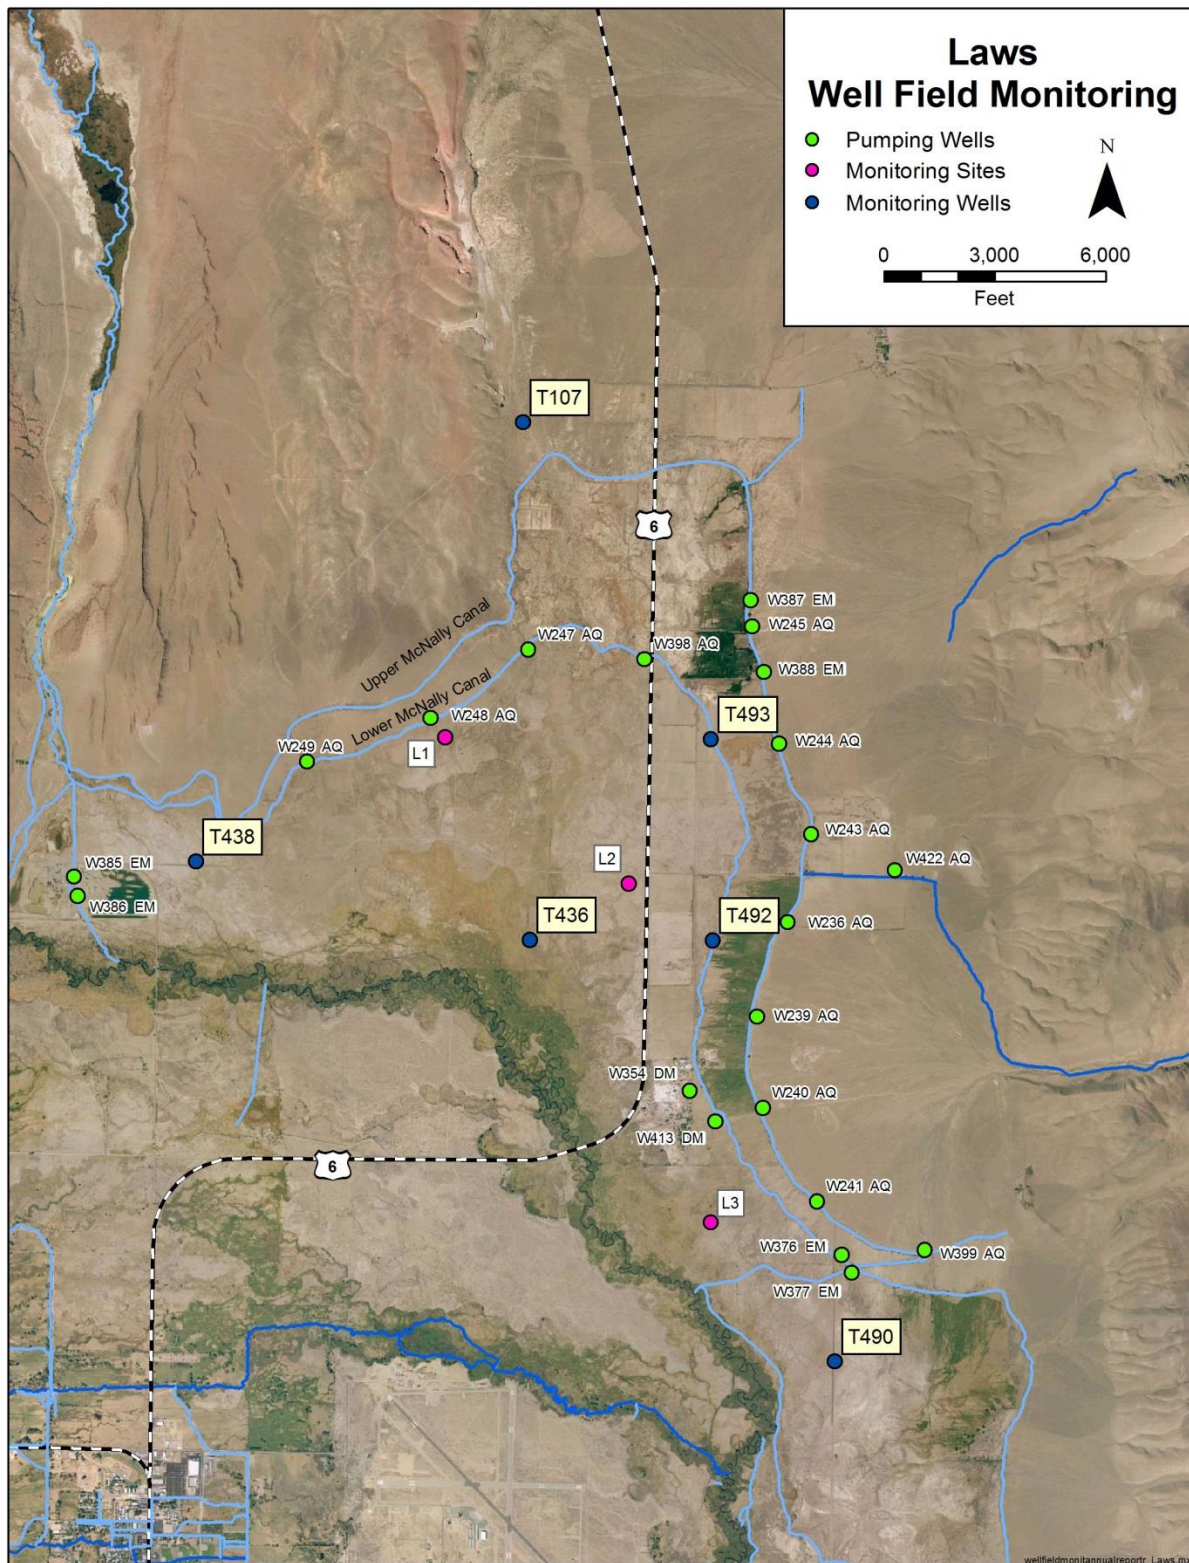 Laws
Well Field Monitoring
Pumping Wells
Monitoring Sites
Monitoring Wells
N
0 3,000 6,000
Feet
T107
6
W387 EM
W245 AQ
W247 AQ
W398 AQ
Upper McNally Canal
W388 EM
Lower McNally Canal
W248 AQ
T493
L1
W249 AQ
W244 AQ
T438
W243 AQ
L2
W385 EM
W422 AQ
W386 EM
T436
T492
W236 AQ
W239 AQ
W354 DM
W240 AQ
W413 DM
6
L3
W241 AQ
W376 EM
W399 AQ
W377 EM
T490
wellfieldmonitannualreportr_Laws.m